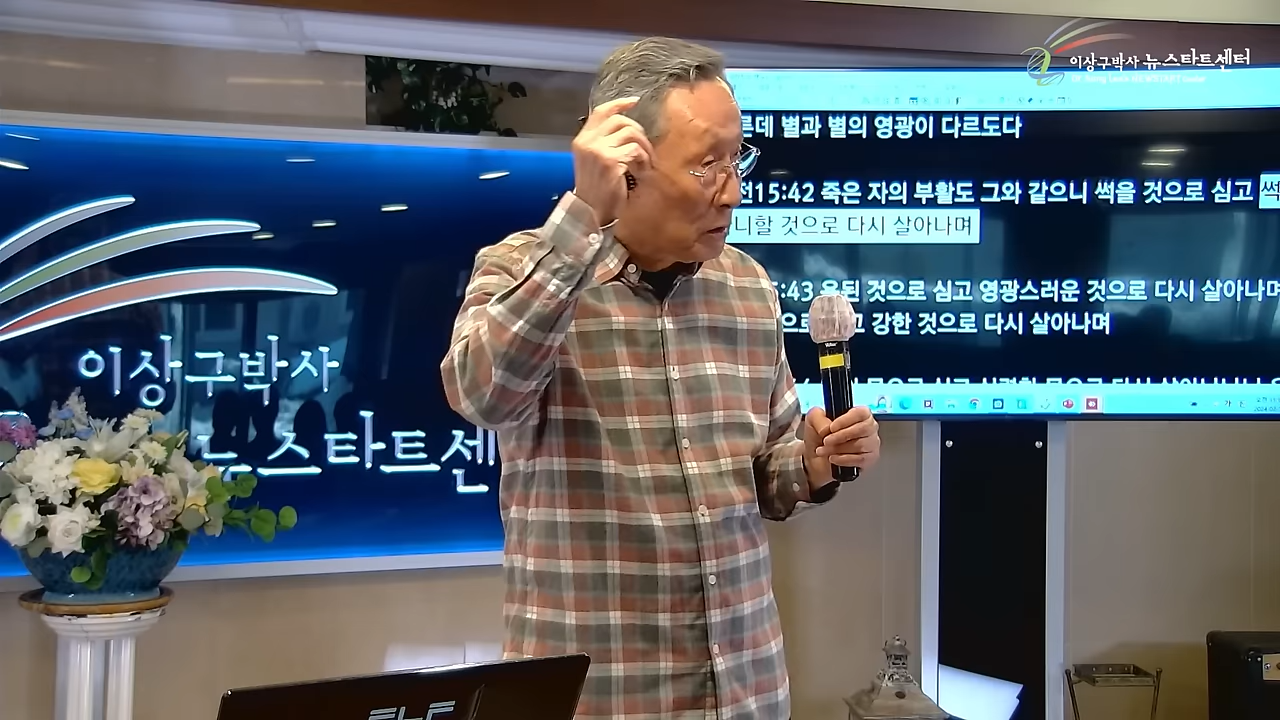 이상구박사 뉴스타트센터
른데 별과 별의 영광이 다르도다
전15:42 죽은 자의 부활도 그와 같으니 썩을 것으로 심고 썩
니할 것으로 다시 살아나며
5:43 욕된 것으로 심고 영광스러운 것으로 다시 살아나며
강한 것으로 다시 살아나며
이상구박사
뉴스타트센